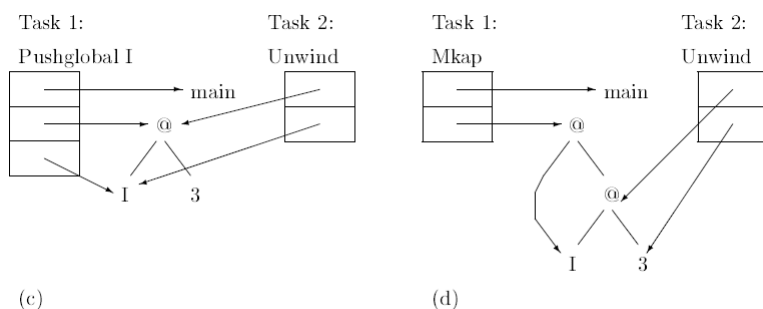 Task 1:
Task 2:
Pushglobal I
Unwind
main
@
I
3
(c)
Task 1:
Task 2:
Mkap
Unwind
main
@
@
I
3
(d)